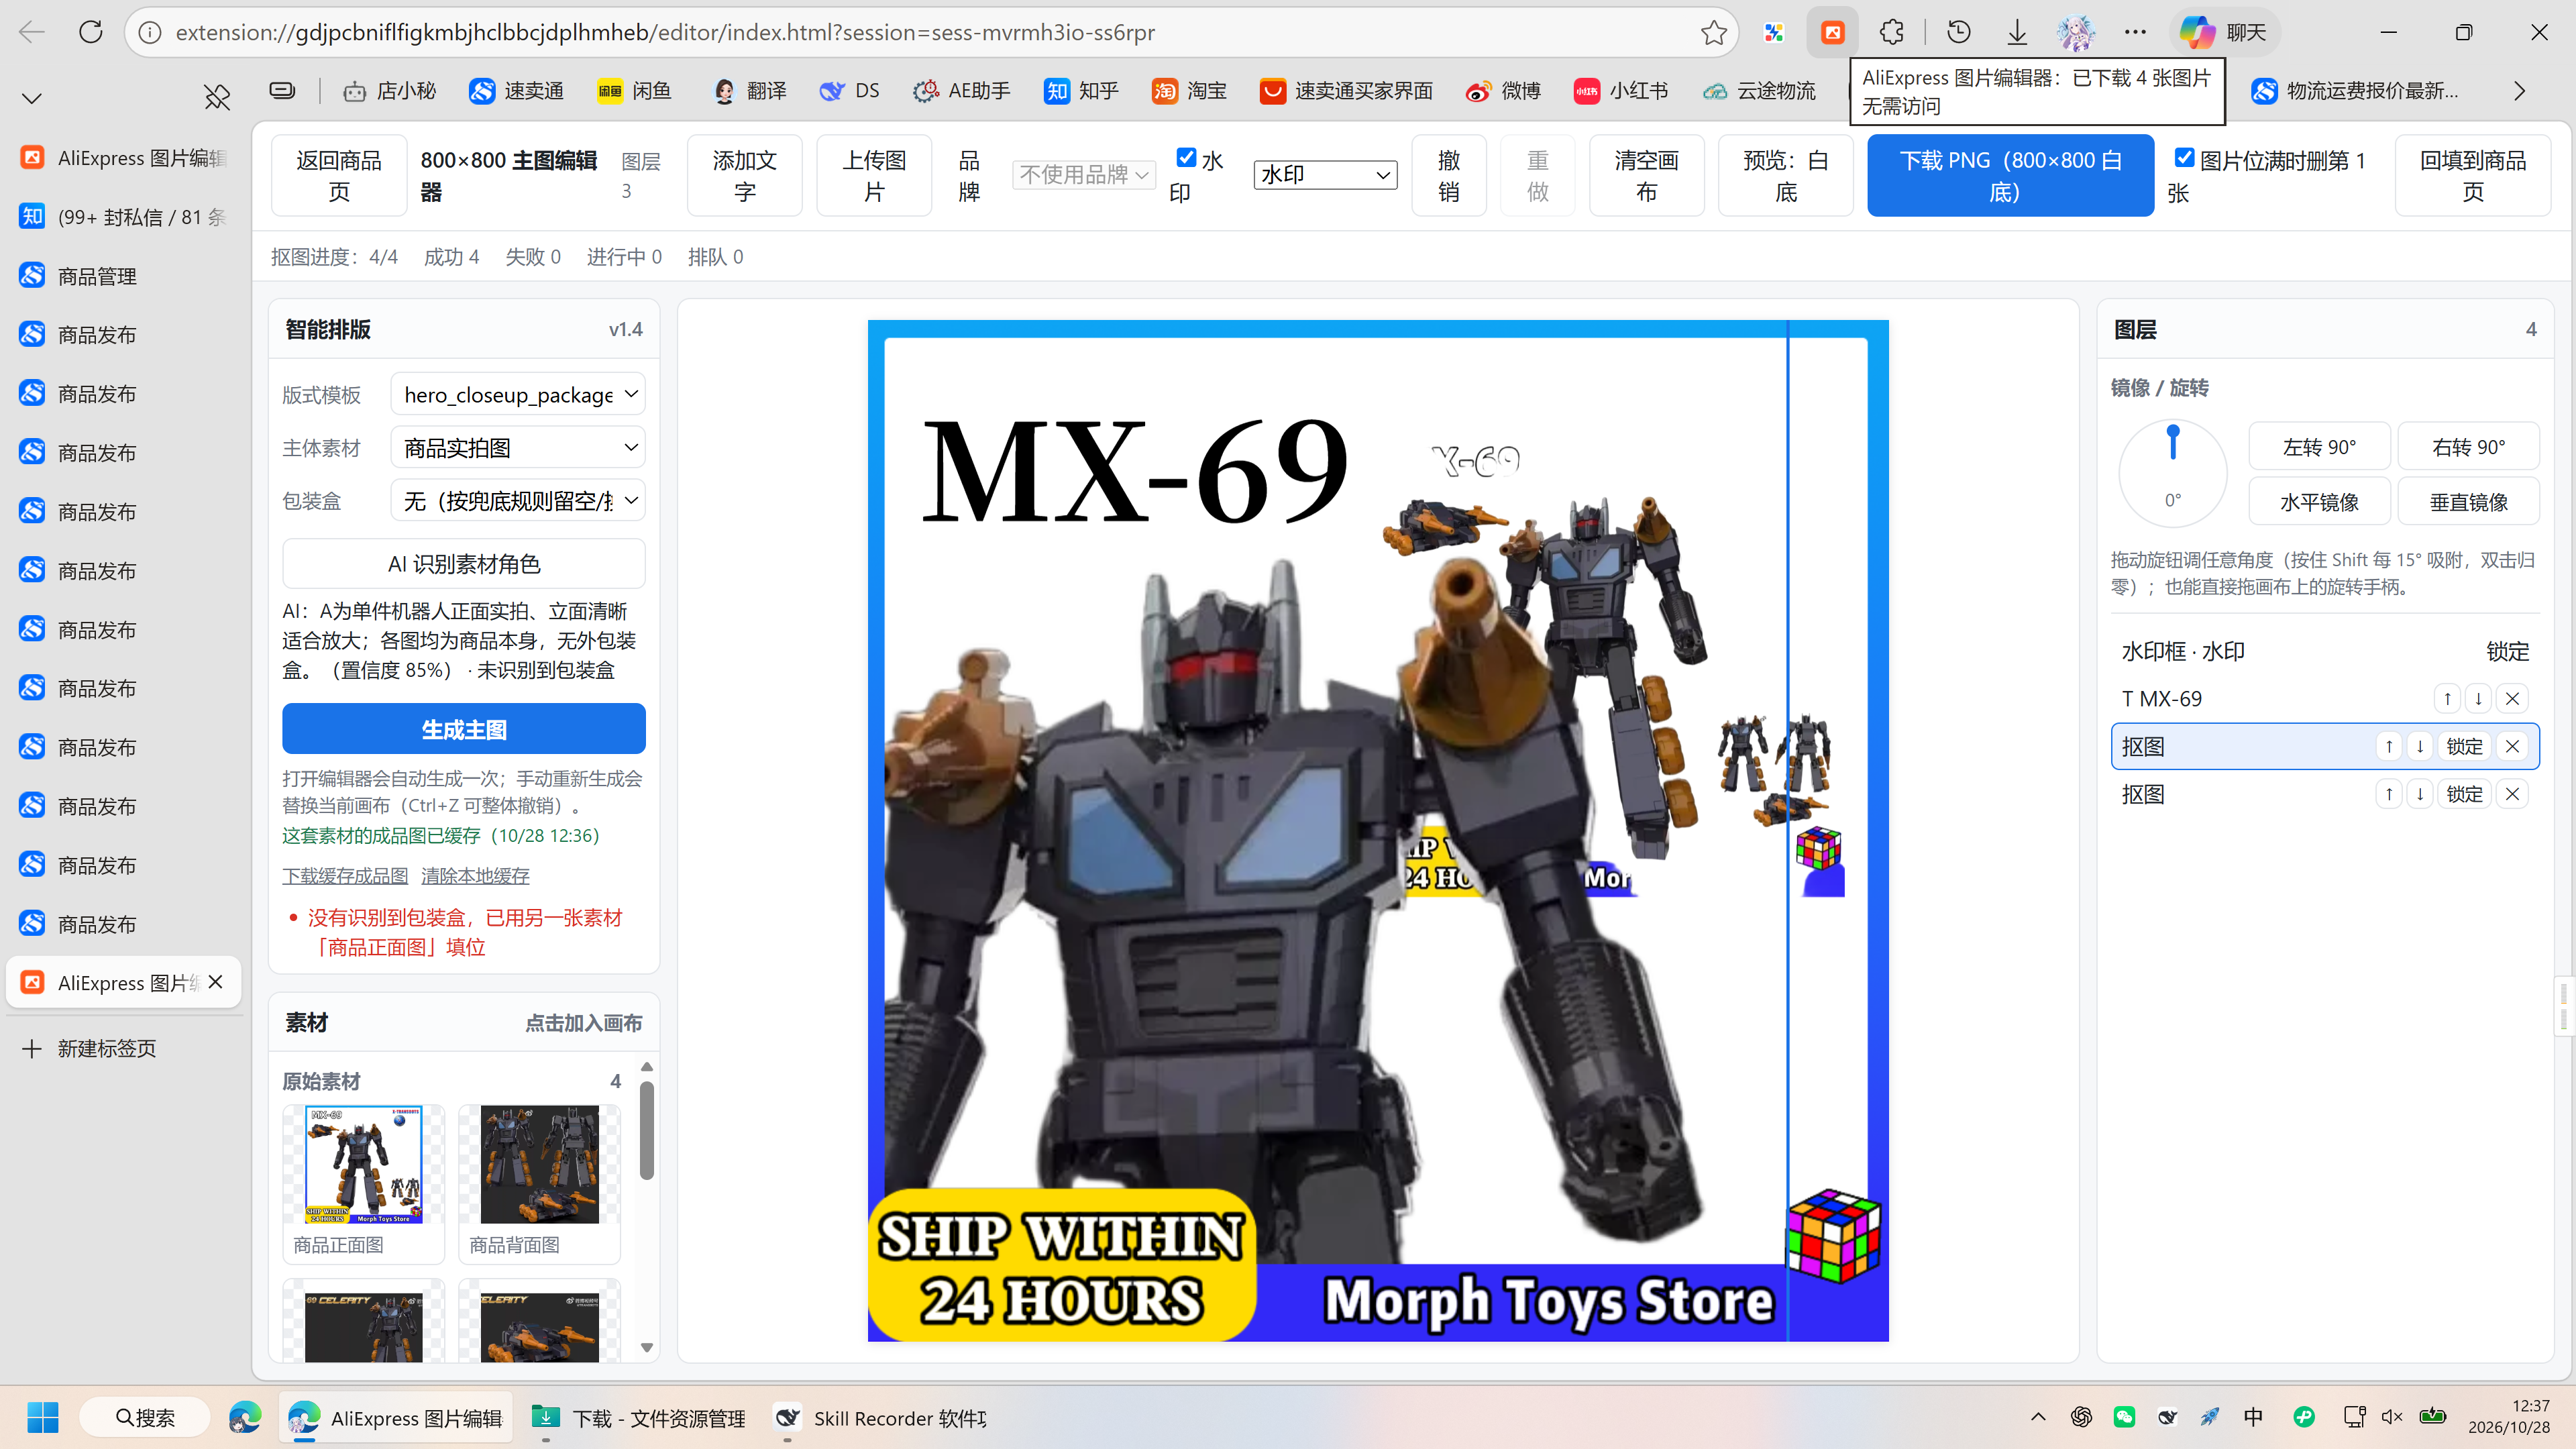 extension://gdjpcbniflfigkmbjhclbbcjdplhmheb/editor/index.html?session=sess-mvrmh3io-ss6rpr
聊天
店小秘
速卖通
闲鱼
翻译
DS
AE助手
知乎
淘宝
速卖通买家界面
微博
小红书
云途物流
物流运费报价最新...
AliExpress 图片编辑器：已下载 4 张图片
无需访问
AliExpress 图片编辑
(99+ 封私信 / 81 条
商品管理
商品发布
商品发布
商品发布
商品发布
商品发布
商品发布
商品发布
商品发布
商品发布
商品发布
商品发布
AliExpress 图片编
新建标签页
返回商品页
800×800 主图编辑器
图层 3
添加文字
上传图片
品牌
不使用品牌
水印
水印
撤销
重做
清空画布
预览：白底
下载 PNG（800×800 白底）
图片位满时删第 1 张
回填到商品页
抠图进度：4/4 成功 4 失败 0 进行中 0 排队 0
智能排版 v1.4
版式模板 hero_closeup_package
主体素材 商品实拍图
包装盒 无（按兜底规则留空/
AI 识别素材角色
AI：A为单件机器人正面实拍、立面清晰
适合放大；各图均为商品本身，无外包装
盒。（置信度 85%） · 未识别到包装盒
生成主图
打开编辑器会自动生成一次；手动重新生成会
替换当前画布（Ctrl+Z 可整体撤销）。
这套素材的成品图已缓存（10/28 12:36）
下载缓存成品图 清除本地缓存
没有识别到包装盒，已用另一张素材
「商品正面图」填位
素材 点击加入画布
原始素材 4
MX-69
SHIP WITHIN
24 HOURS
Morph Toys Store
商品正面图
商品背面图
69 CELERITY
CELERITY
MX-69
X-69
24 HO
Mor
SHIP WITHIN
24 HOURS
Morph Toys Store
图层 4
镜像 / 旋转
0°
左转 90°
右转 90°
水平镜像
垂直镜像
拖动旋钮调任意角度（按住 Shift 每 15° 吸附，双击归
零）；也能直接拖画布上的旋转手柄。
水印框 · 水印 锁定
T MX-69 ↑ ↓
抠图 ↑ ↓ 锁定
抠图 ↑ ↓ 锁定
搜索
AliExpress 图片编辑
下载 - 文件资源管理
Skill Recorder 软件
中
12:37
2026/10/28